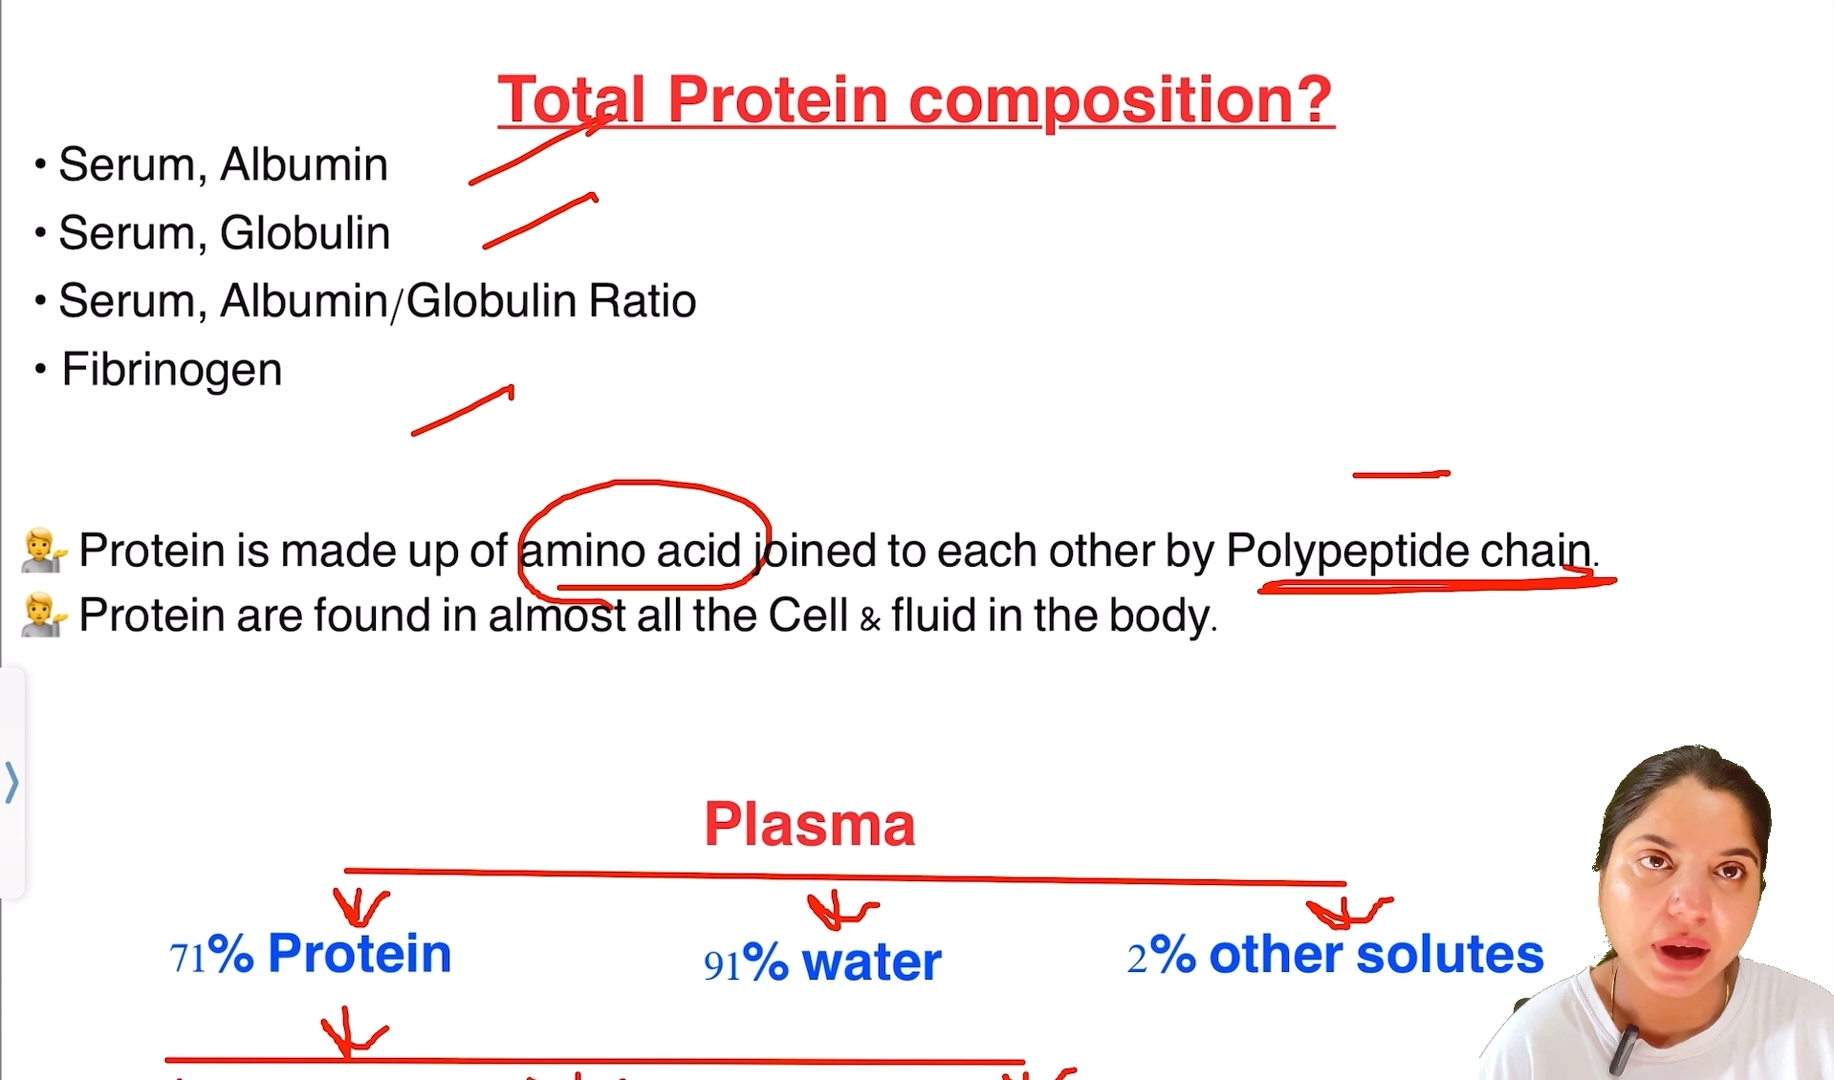 Total Protein composition?
• Serum, Albumin
• Serum, Globulin
• Serum, Albumin/Globulin Ratio
• Fibrinogen
Protein is made up of amino acid joined to each other by Polypeptide chain.
Protein are found in almost all the Cell & fluid in the body.
Plasma
71% Protein 91% water 2% other solutes